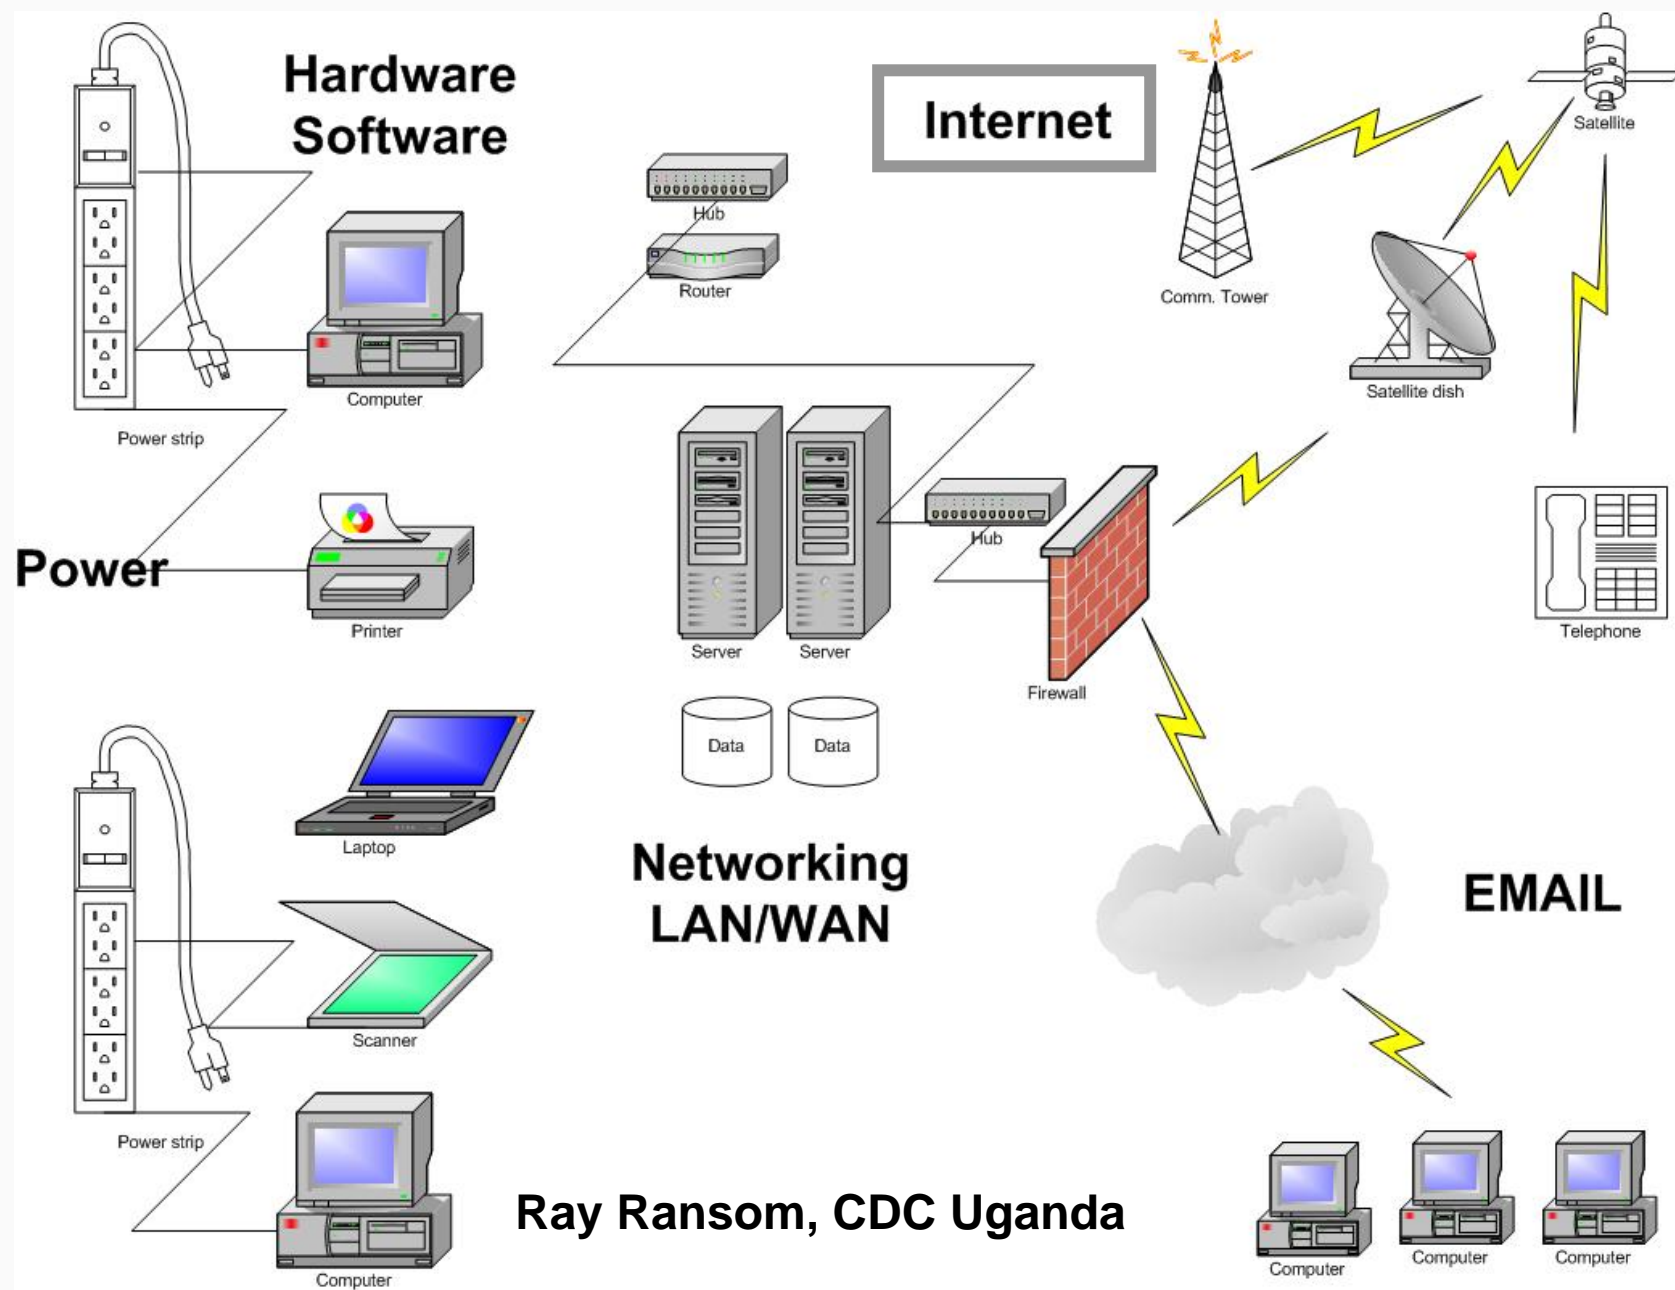 Hardware
Software
Internet
Satellite
Hub
Router
Comm. Tower
Computer
Satellite dish
Power strip
Hub
Power
Printer
Server
Server
Telephone
Firewall
Data
Data
Laptop
Networking
LAN/WAN
EMAIL
Scanner
Power strip
Ray Ransom, CDC Uganda
Computer
Computer
Computer
Computer